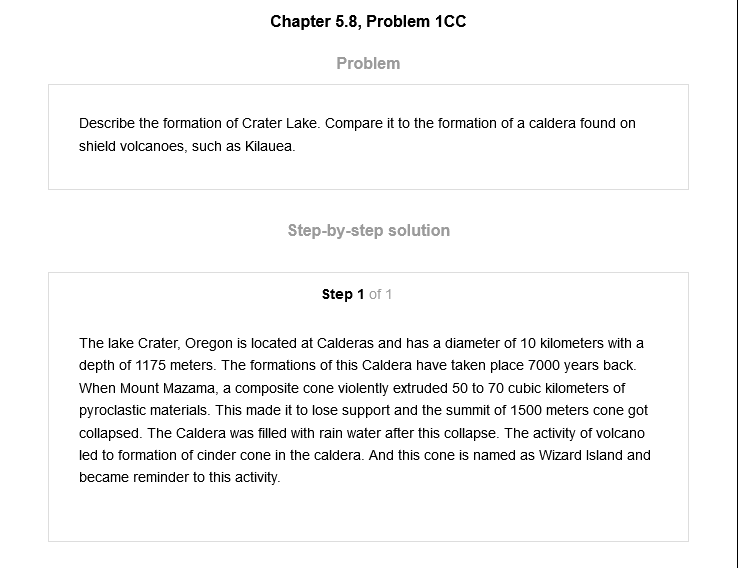 Chapter 5.8, Problem 1CC
Problem
Describe the formation of Crater Lake. Compare it to the formation of a caldera found on
shield volcanoes, such as Kilauea.
Step-by-step solution
Step 1 of 1
The lake Crater, Oregon is located at Calderas and has a diameter of 10 kilometers with a
depth of 1175 meters. The formations of this Caldera have taken place 7000 years back.
When Mount Mazama, a composite cone violently extruded 50 to 70 cubic kilometers of
pyroclastic materials. This made it to lose support and the summit of 1500 meters cone got
collapsed. The Caldera was filled with rain water after this collapse. The activity of volcano
led to formation of cinder cone in the caldera. And this cone is named as Wizard Island and
became reminder to this activity.